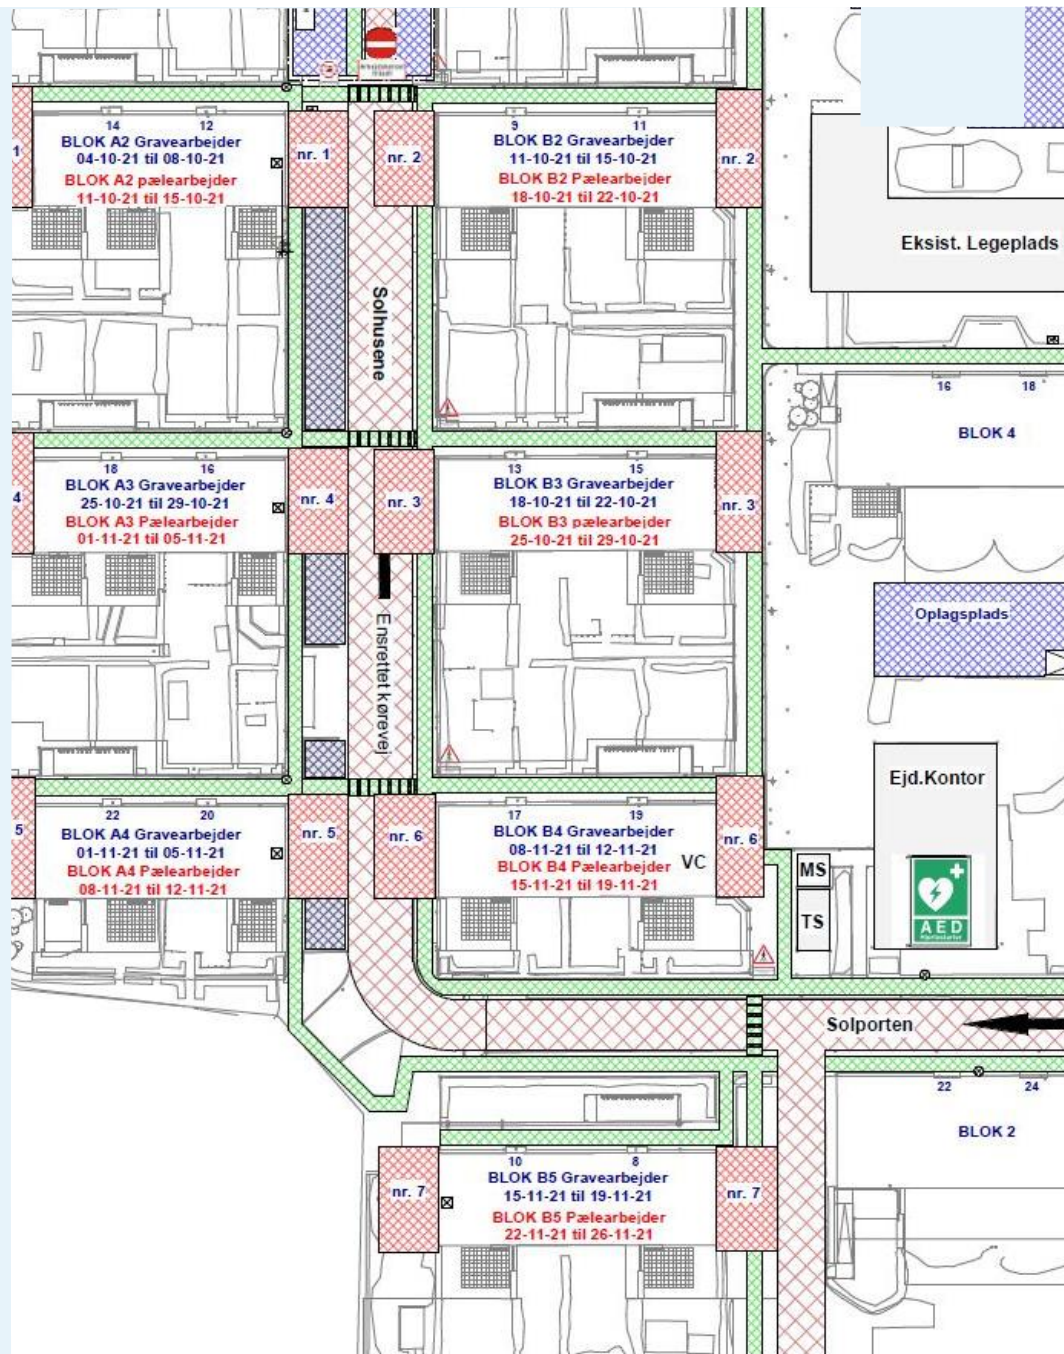 14
12
BLOK A2 Gravearbejder
04-10-21 til 08-10-21
BLOK A2 pælearbejder
11-10-21 til 15-10-21
1
nr. 1
nr. 2
9
11
BLOK B2 Gravearbejder
11-10-21 til 15-10-21
BLOK B2 Pælearbejder
18-10-21 til 22-10-21
nr. 2
Eksist. Legeplads
Solhusene
16
18
BLOK 4
18
16
BLOK A3 Gravearbejder
25-10-21 til 29-10-21
BLOK A3 Pælearbejder
01-11-21 til 05-11-21
4
nr. 4
nr. 3
13
15
BLOK B3 Gravearbejder
18-10-21 til 22-10-21
BLOK B3 pælearbejder
25-10-21 til 29-10-21
nr. 3
Oplagsplads
Ensrettet kørevej
Ejd.Kontor
22
20
BLOK A4 Gravearbejder
01-11-21 til 05-11-21
BLOK A4 Pælearbejder
08-11-21 til 12-11-21
5
nr. 5
nr. 6
17
19
BLOK B4 Gravearbejder
08-11-21 til 12-11-21
BLOK B4 Pælearbejder
15-11-21 til 19-11-21
VC
nr. 6
MS
TS
AED
Solporten
22
24
BLOK 2
10
8
BLOK B5 Gravearbejder
15-11-21 til 19-11-21
BLOK B5 Pælearbejder
22-11-21 til 26-11-21
nr. 7
nr. 7